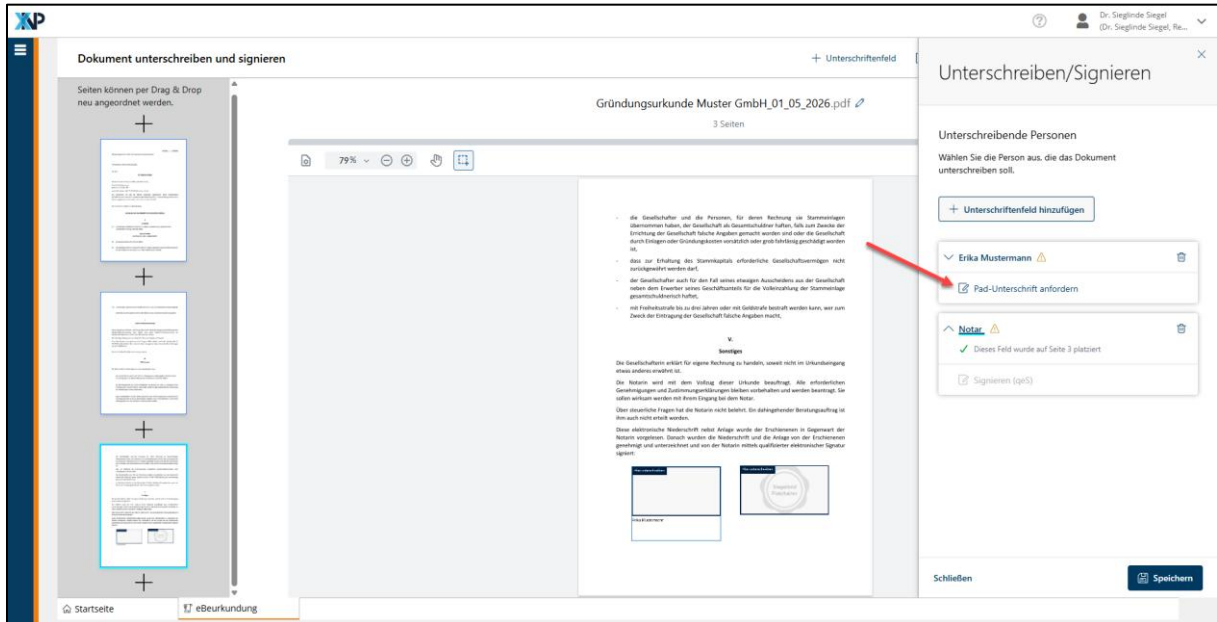 XNP
Dr. Sieglinde Siegel
(Dr. Sieglinde Siegel, Re...
Dokument unterschreiben und signieren
+ Unterschriftenfeld
Seiten können per Drag & Drop
neu angeordnet werden.
Gründungsurkunde Muster GmbH_01_05_2026.pdf
3 Seiten
79%
- die Gesellschafter und die Personen, für deren Rechnung sie Stammeinlagen
übernommen haben, der Gesellschaft als Gesamtschuldner haften, falls zum Zwecke der
Errichtung der Gesellschaft falsche Angaben gemacht worden sind oder die Gesellschaft
durch Einlagen oder Gründungskosten vorsätzlich oder grob fahrlässig geschädigt worden
ist,
- dass zur Erhaltung des Stammkapitals erforderliche Gesellschaftsvermögen nicht
zurückgewährt werden darf,
- der Gesellschafter auch für den Fall seines etwaigen Ausscheidens aus der Gesellschaft
neben dem Erwerber seines Geschäftsanteils für die Volleinzahlung der Stammeinlage
gesamtschuldnerisch haftet,
- mit Freiheitsstrafe bis zu drei Jahren oder mit Geldstrafe bestraft werden kann, wer zum
Zweck der Eintragung der Gesellschaft falsche Angaben macht,
V.
Sonstiges
Die Gesellschafterin erklärt für eigene Rechnung zu handeln, soweit nicht im Urkundseingang
etwas anderes erwähnt ist.
Die Notarin wird mit dem Vollzug dieser Urkunde beauftragt. Alle erforderlichen
Genehmigungen und Zustimmungserklärungen bleiben vorbehalten und werden beantragt. Sie
sollen wirksam werden mit ihrem Eingang bei dem Notar.
Über steuerliche Fragen hat die Notarin nicht belehrt. Ein dahingehender Beratungsauftrag ist
ihm auch nicht erteilt worden.
Diese elektronische Niederschrift nebst Anlage wurde der Erschienenen in Gegenwart der
Notarin vorgelesen. Danach wurden die Niederschrift und die Anlage von der Erschienenen
genehmigt und unterzeichnet und von der Notarin mittels qualifizierter elektronischer Signatur
signiert:
Erika Mustermann
Unterschreiben/Signieren
Unterschreibende Personen
Wählen Sie die Person aus, die das Dokument
unterschreiben soll.
+ Unterschriftenfeld hinzufügen
Erika Mustermann
Pad-Unterschrift anfordern
Notar
Dieses Feld wurde auf Seite 3 platziert
Signieren (qeS)
Schließen
Speichern
Startseite
eBeurkundung